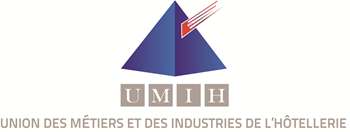 UMIH
UNION DES MÉTIERS ET DES INDUSTRIES DE L'HÔTELLERIE